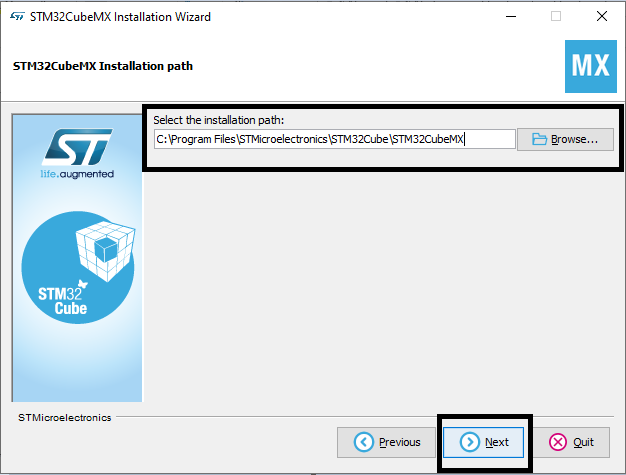 STM32CubeMX Installation Wizard
STM32CubeMX Installation path
MX
Select the installation path:
C:\Program Files\STMicroelectronics\STM32Cube\STM32CubeMX
Browse...
ST
life.augmented
STM32
Cube
STMicroelectronics
Previous
Next
Quit